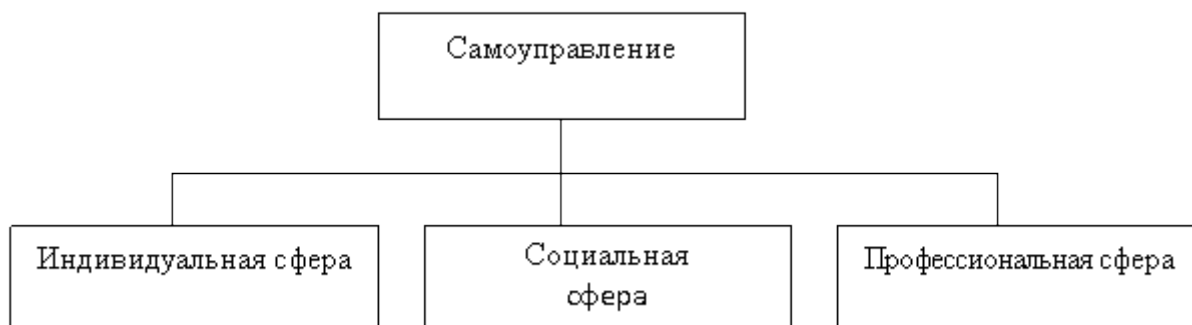 Самоуправление
Индивидуальная сфера
Социальная
сфера
Профессиональная сфера